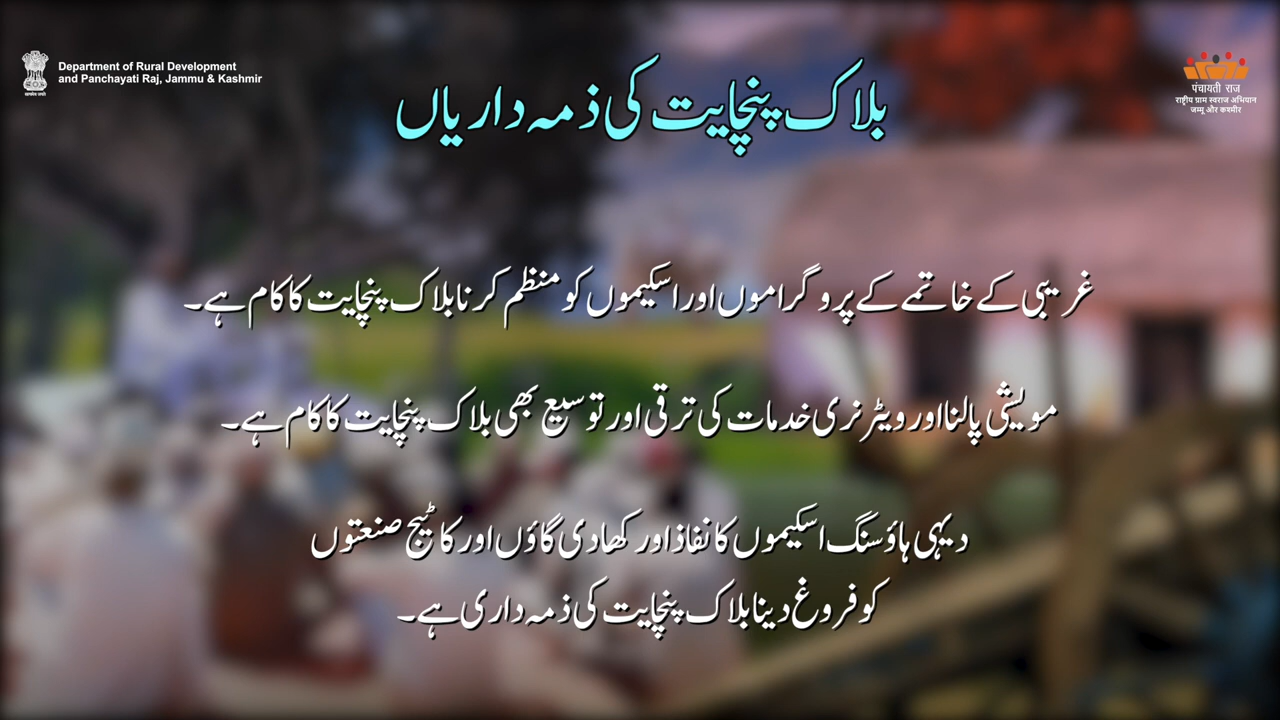 Department of Rural Development
and Panchayati Raj, Jammu & Kashmir
पंचायती राज
राष्ट्रीय ग्राम स्वराज अभियान
जम्मू और कश्मीर
بلاک پنچایت کی ذمہ داریاں
غریبی کے خاتمے کے پروگراموں اور اسکیموں کو منظم کرنا بلاک پنچایت کا کام ہے۔
مویشی پالنا اور ویٹرنری خدمات کی ترقی اور توسیع بھی بلاک پنچایت کا کام ہے۔
دیہی ہاؤسنگ اسکیموں کا نفاذ اور کھادی گاؤں اور کاٹیج صنعتوں
کو فروغ دینا بلاک پنچایت کی ذمہ داری ہے۔